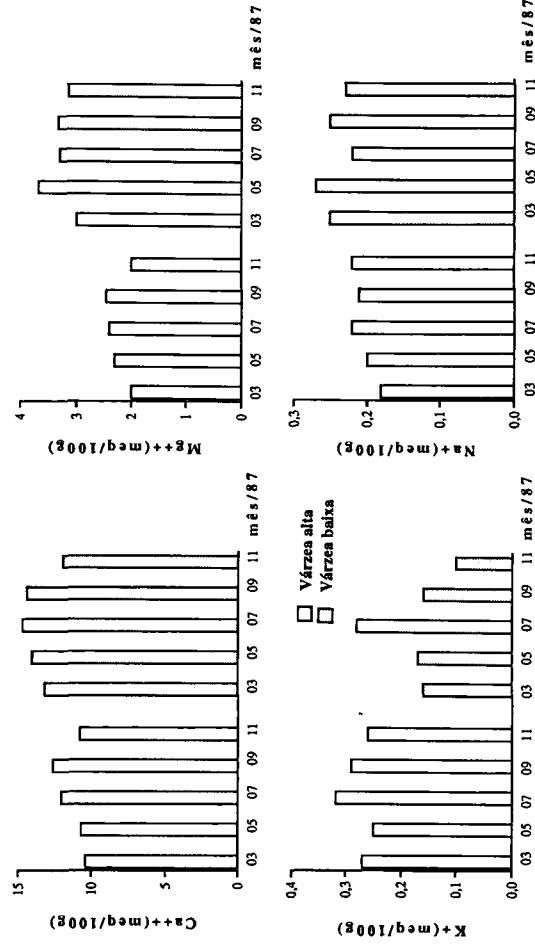 Ca++(meq/100g)
15
10
5
0
03 05 07 09 11 03 05 07 09 11 mês/87
Mg++(meq/100g)
4
3
2
1
0
03 05 07 09 11 03 05 07 09 11 mês/87
K+(meq/100g)
0,4
0,3
0,2
0,1
0,0
Várzea alta
Várzea baixa
03 05 07 09 11 03 05 07 09 11 mês/87
Na+(meq/100g)
0,3
0,2
0,1
0,0
03 05 07 09 11 03 05 07 09 11 mês/87